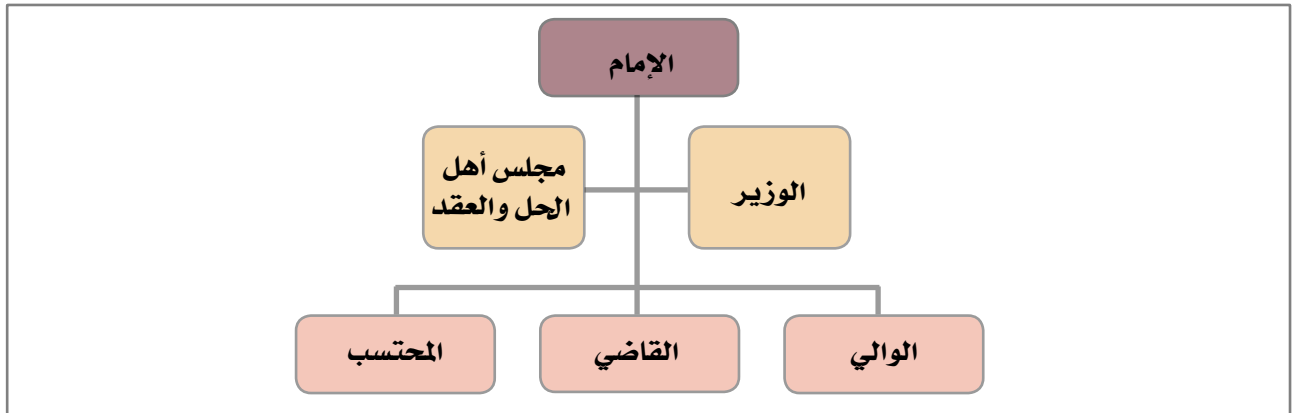 الإمام
الوزير
مجلس أهل
الحل والعقد
الوالي
القاضي
المحتسب